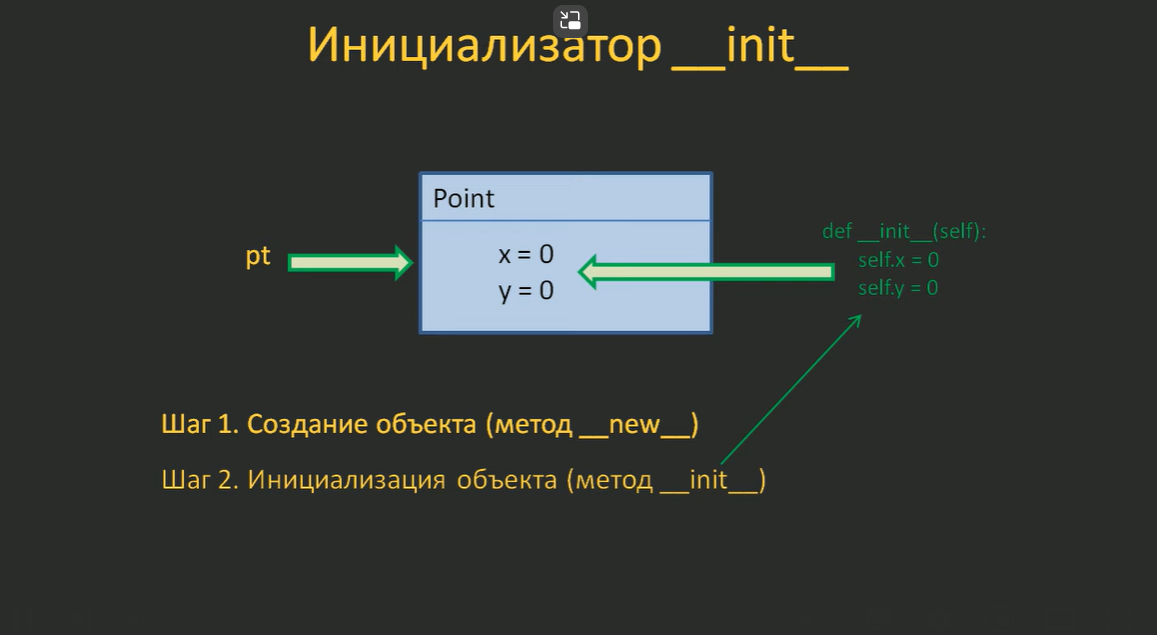 Инициализатор __init__
Point
pt
x = 0
y = 0
def __init__(self):
self.x = 0
self.y = 0
Шаг 1. Создание объекта (метод __new__)
Шаг 2. Инициализация объекта (метод __init__)